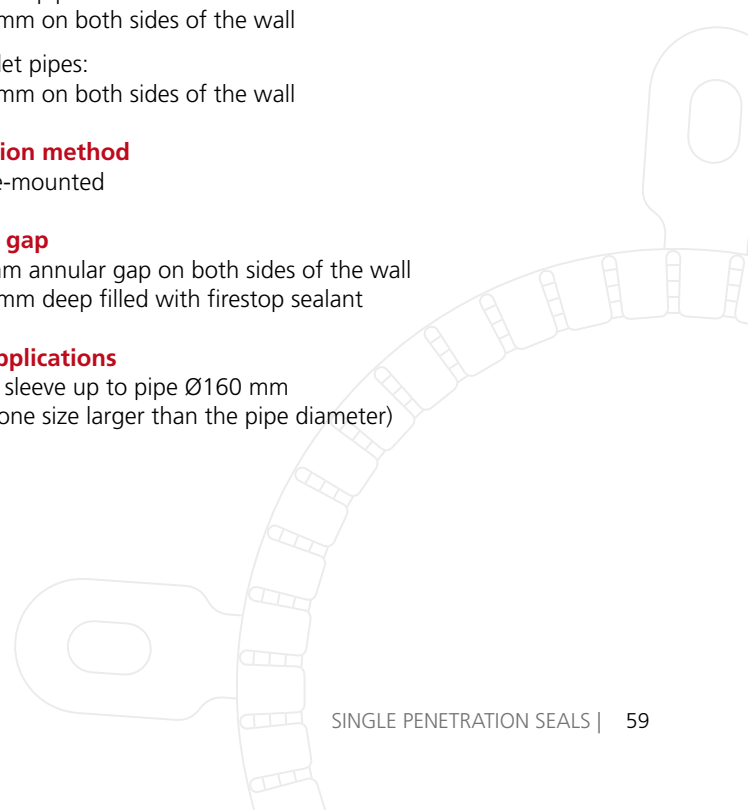 mm on both sides of the wall
let pipes:
mm on both sides of the wall
ion method
e-mounted
gap
m annular gap on both sides of the wall
mm deep filled with firestop sealant
pplications
sleeve up to pipe Ø160 mm
one size larger than the pipe diameter)
SINGLE PENETRATION SEALS | 59